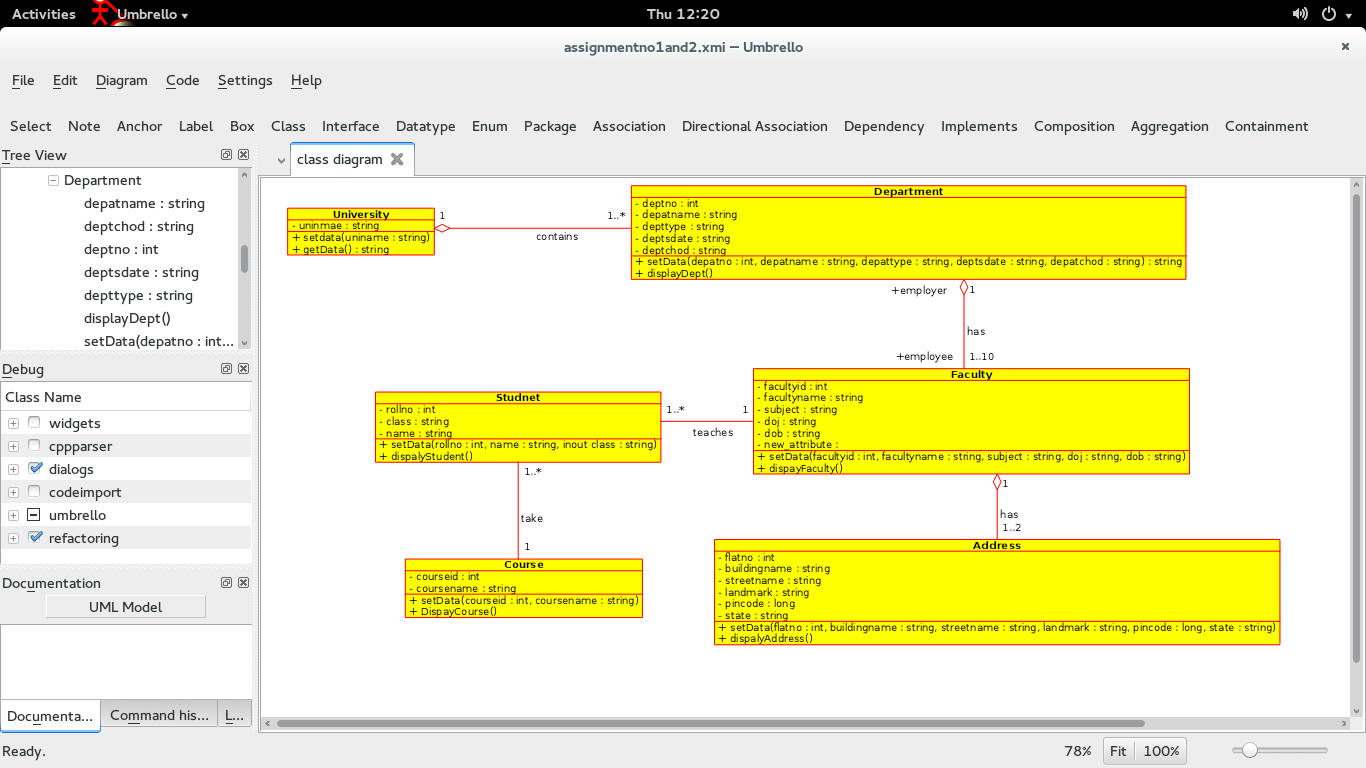 Activities Umbrello Thu 12:20
assignmentno1and2.xmi — Umbrello
File Edit Diagram Code Settings Help
Select Note Anchor Label Box Class Interface Datatype Enum Package Association Directional Association Dependency Implements Composition Aggregation Containment
Tree View
Department
depatname : string
deptchod : string
deptno : int
deptsdate : string
depttype : string
displayDept()
setData(depatno : int...
Debug
Class Name
widgets
cppparser
dialogs
codeimport
umbrello
refactoring
Documentation
UML Model
Documenta... Command his... L...
class diagram
University
- uninmae : string
+ setdata(uniname : string)
+ getData() : string
1 1..*
contains
Department
- deptno : int
- depatname : string
- depttype : string
- deptsdate : string
- deptchod : string
+ setData(depatno : int, depatname : string, depattype : string, deptsdate : string, depatchod : string) : string
+ displayDept()
+employer 1
has
+employee 1..10
Faculty
- facultyid : int
- facultyname : string
- subject : string
- doj : string
- dob : string
- new_attribute :
+ setData(facultyid : int, facultyname : string, subject : string, doj : string, dob : string)
+ dispayFaculty()
Studnet
- rollno : int
- class : string
- name : string
+ setData(rollno : int, name : string, inout class : string)
+ dispalyStudent()
1..* 1
teaches
1..*
take
1
Course
- courseid : int
- coursename : string
+ setData(courseid : int, coursename : string)
+ DispayCourse()
1
has
1..2
Address
- flatno : int
- buildingname : string
- streetname : string
- landmark : string
- pincode : long
- state : string
+ setData(flatno : int, buildingname : string, streetname : string, landmark : string, pincode : long, state : string)
+ dispalyAddress()
Ready. 78% Fit 100%